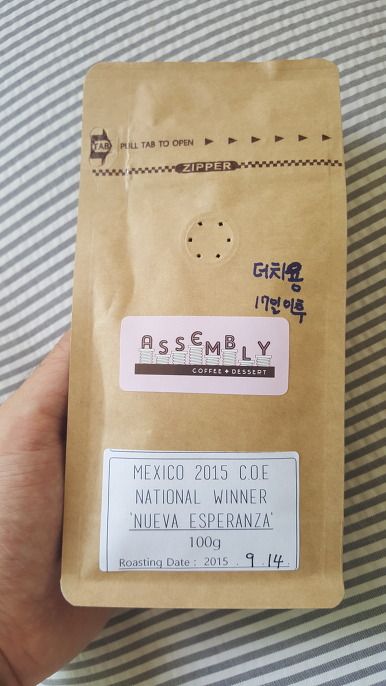 TAB
PULL TAB TO OPEN
ZIPPER
더치용
17일 이후
ASSEMBLY
COFFEE + DESSERT
MEXICO 2015 C.O.E
NATIONAL WINNER
'NUEVA ESPERANZA'
100g
Roasting Date : 2015 . 9 . 14 .